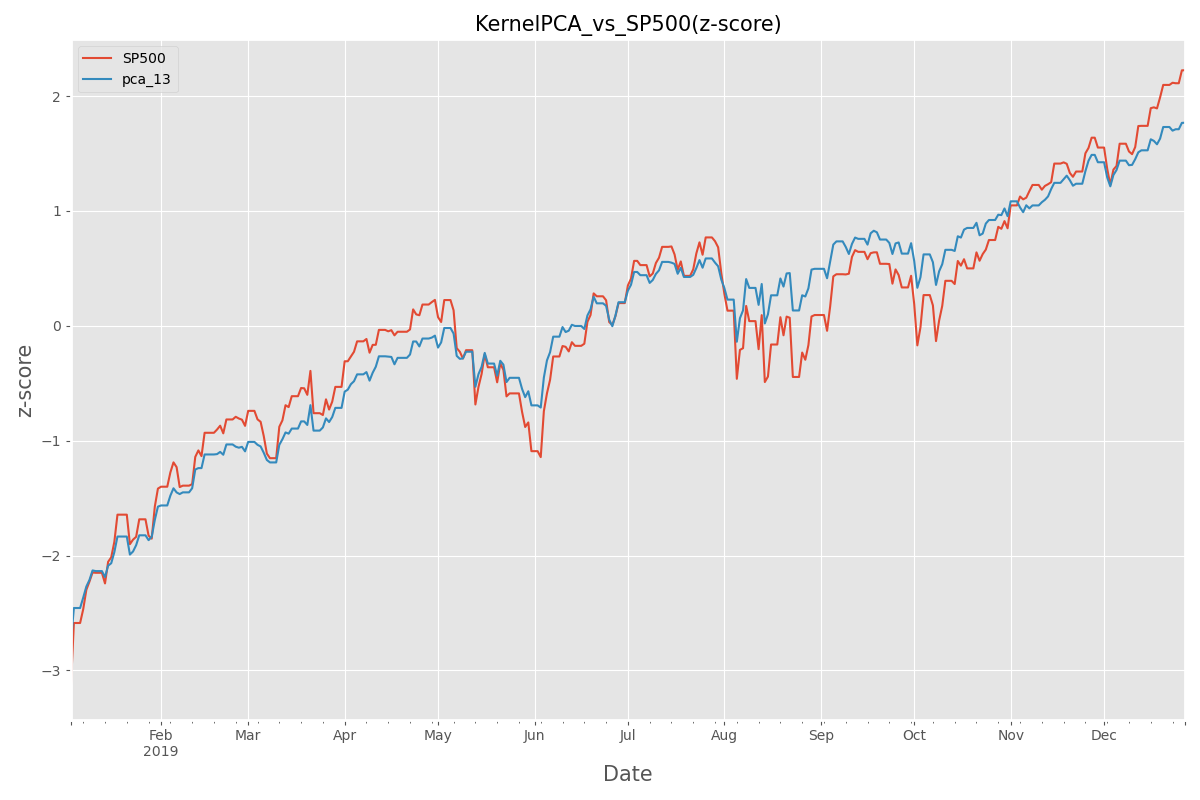 KernelPCA_vs_SP500(z-score)
SP500
pca_13
2
1
0
−1
−2
−3
z-score
Feb Mar Apr May Jun Jul Aug Sep Oct Nov Dec
2019
Date